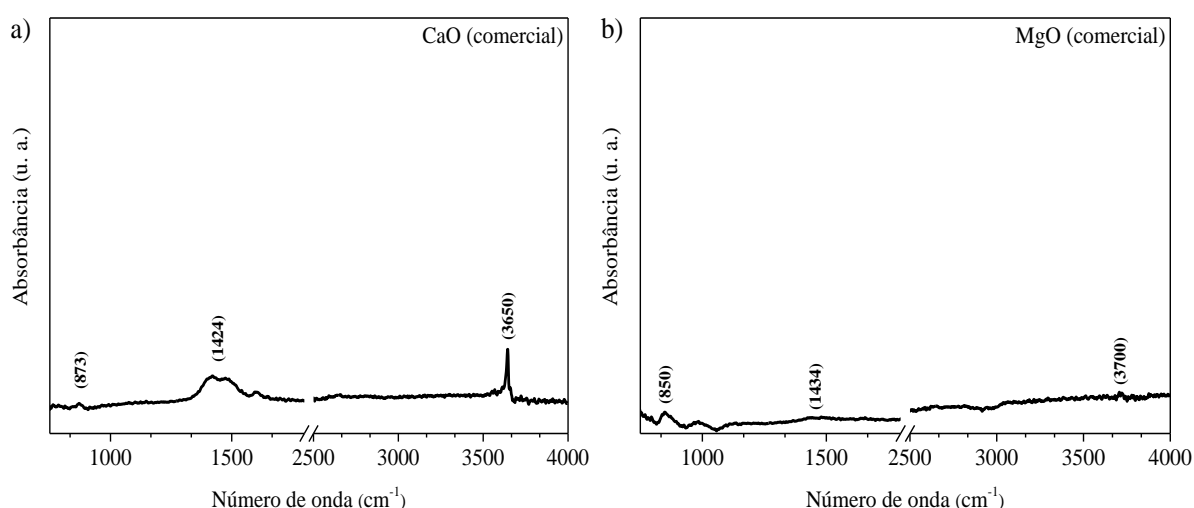 a)
CaO (comercial)
Absorbância (u. a.)
(873)
(1424)
(3650)
1000 1500 2500 3000 3500 4000
Número de onda (cm⁻¹)
b)
MgO (comercial)
Absorbância (u. a.)
(850)
(1434)
(3700)
1000 1500 2500 3000 3500 4000
Número de onda (cm⁻¹)